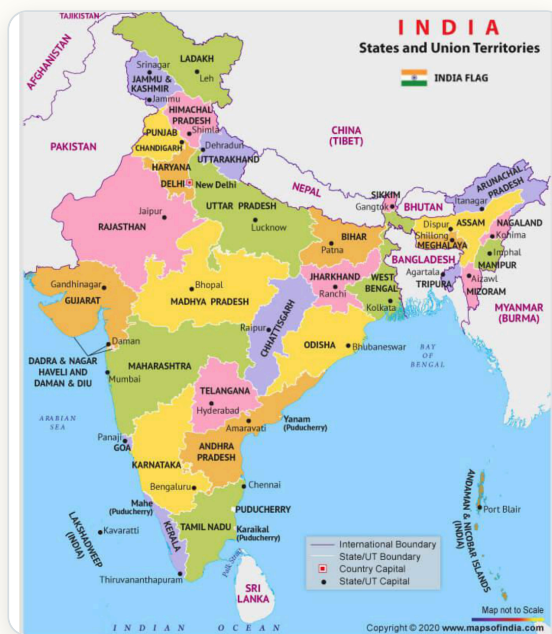 INDIA
States and Union Territories
INDIA FLAG
TAJIKISTAN
AFGHANISTAN
PAKISTAN
CHINA
(TIBET)
NEPAL
BHUTAN
BANGLADESH
MYANMAR
(BURMA)
SRI
LANKA
LADAKH
Leh
Srinagar
JAMMU &
KASHMIR
Jammu
HIMACHAL
PRADESH
Shimla
PUNJAB
CHANDIGARH
Dehradun
UTTARAKHAND
HARYANA
DELHI
New Delhi
RAJASTHAN
Jaipur
UTTAR PRADESH
Lucknow
BIHAR
Patna
SIKKIM
Gangtok
ARUNACHAL
PRADESH
Itanagar
ASSAM
Dispur
Shillong
MEGHALAYA
NAGALAND
Kohima
Imphal
MANIPUR
Aizawl
MIZORAM
Agartala
TRIPURA
WEST
BENGAL
Kolkata
JHARKHAND
Ranchi
Gandhinagar
GUJARAT
Bhopal
MADHYA PRADESH
CHHATTISGARH
Raipur
ODISHA
Bhubaneswar
Daman
DADRA & NAGAR
HAVELI AND
DAMAN & DIU
MAHARASHTRA
Mumbai
TELANGANA
Hyderabad
Amaravati
Yanam
(Puducherry)
ANDHRA
PRADESH
Panaji
GOA
KARNATAKA
Bengaluru
Chennai
Mahe
(Puducherry)
PUDUCHERRY
TAMIL NADU
Karaikal
(Puducherry)
KERALA
Thiruvananthapuram
Kavaratti
LAKSHADWEEP
(INDIA)
Port Blair
ANDAMAN & NICOBAR ISLANDS
(INDIA)
ARABIAN
SEA
BAY
OF
BENGAL
Palk Strait
INDIAN OCEAN
International Boundary
State/UT Boundary
Country Capital
State/UT Capital
Map not to Scale
Copyright © 2020 www.mapsofindia.com